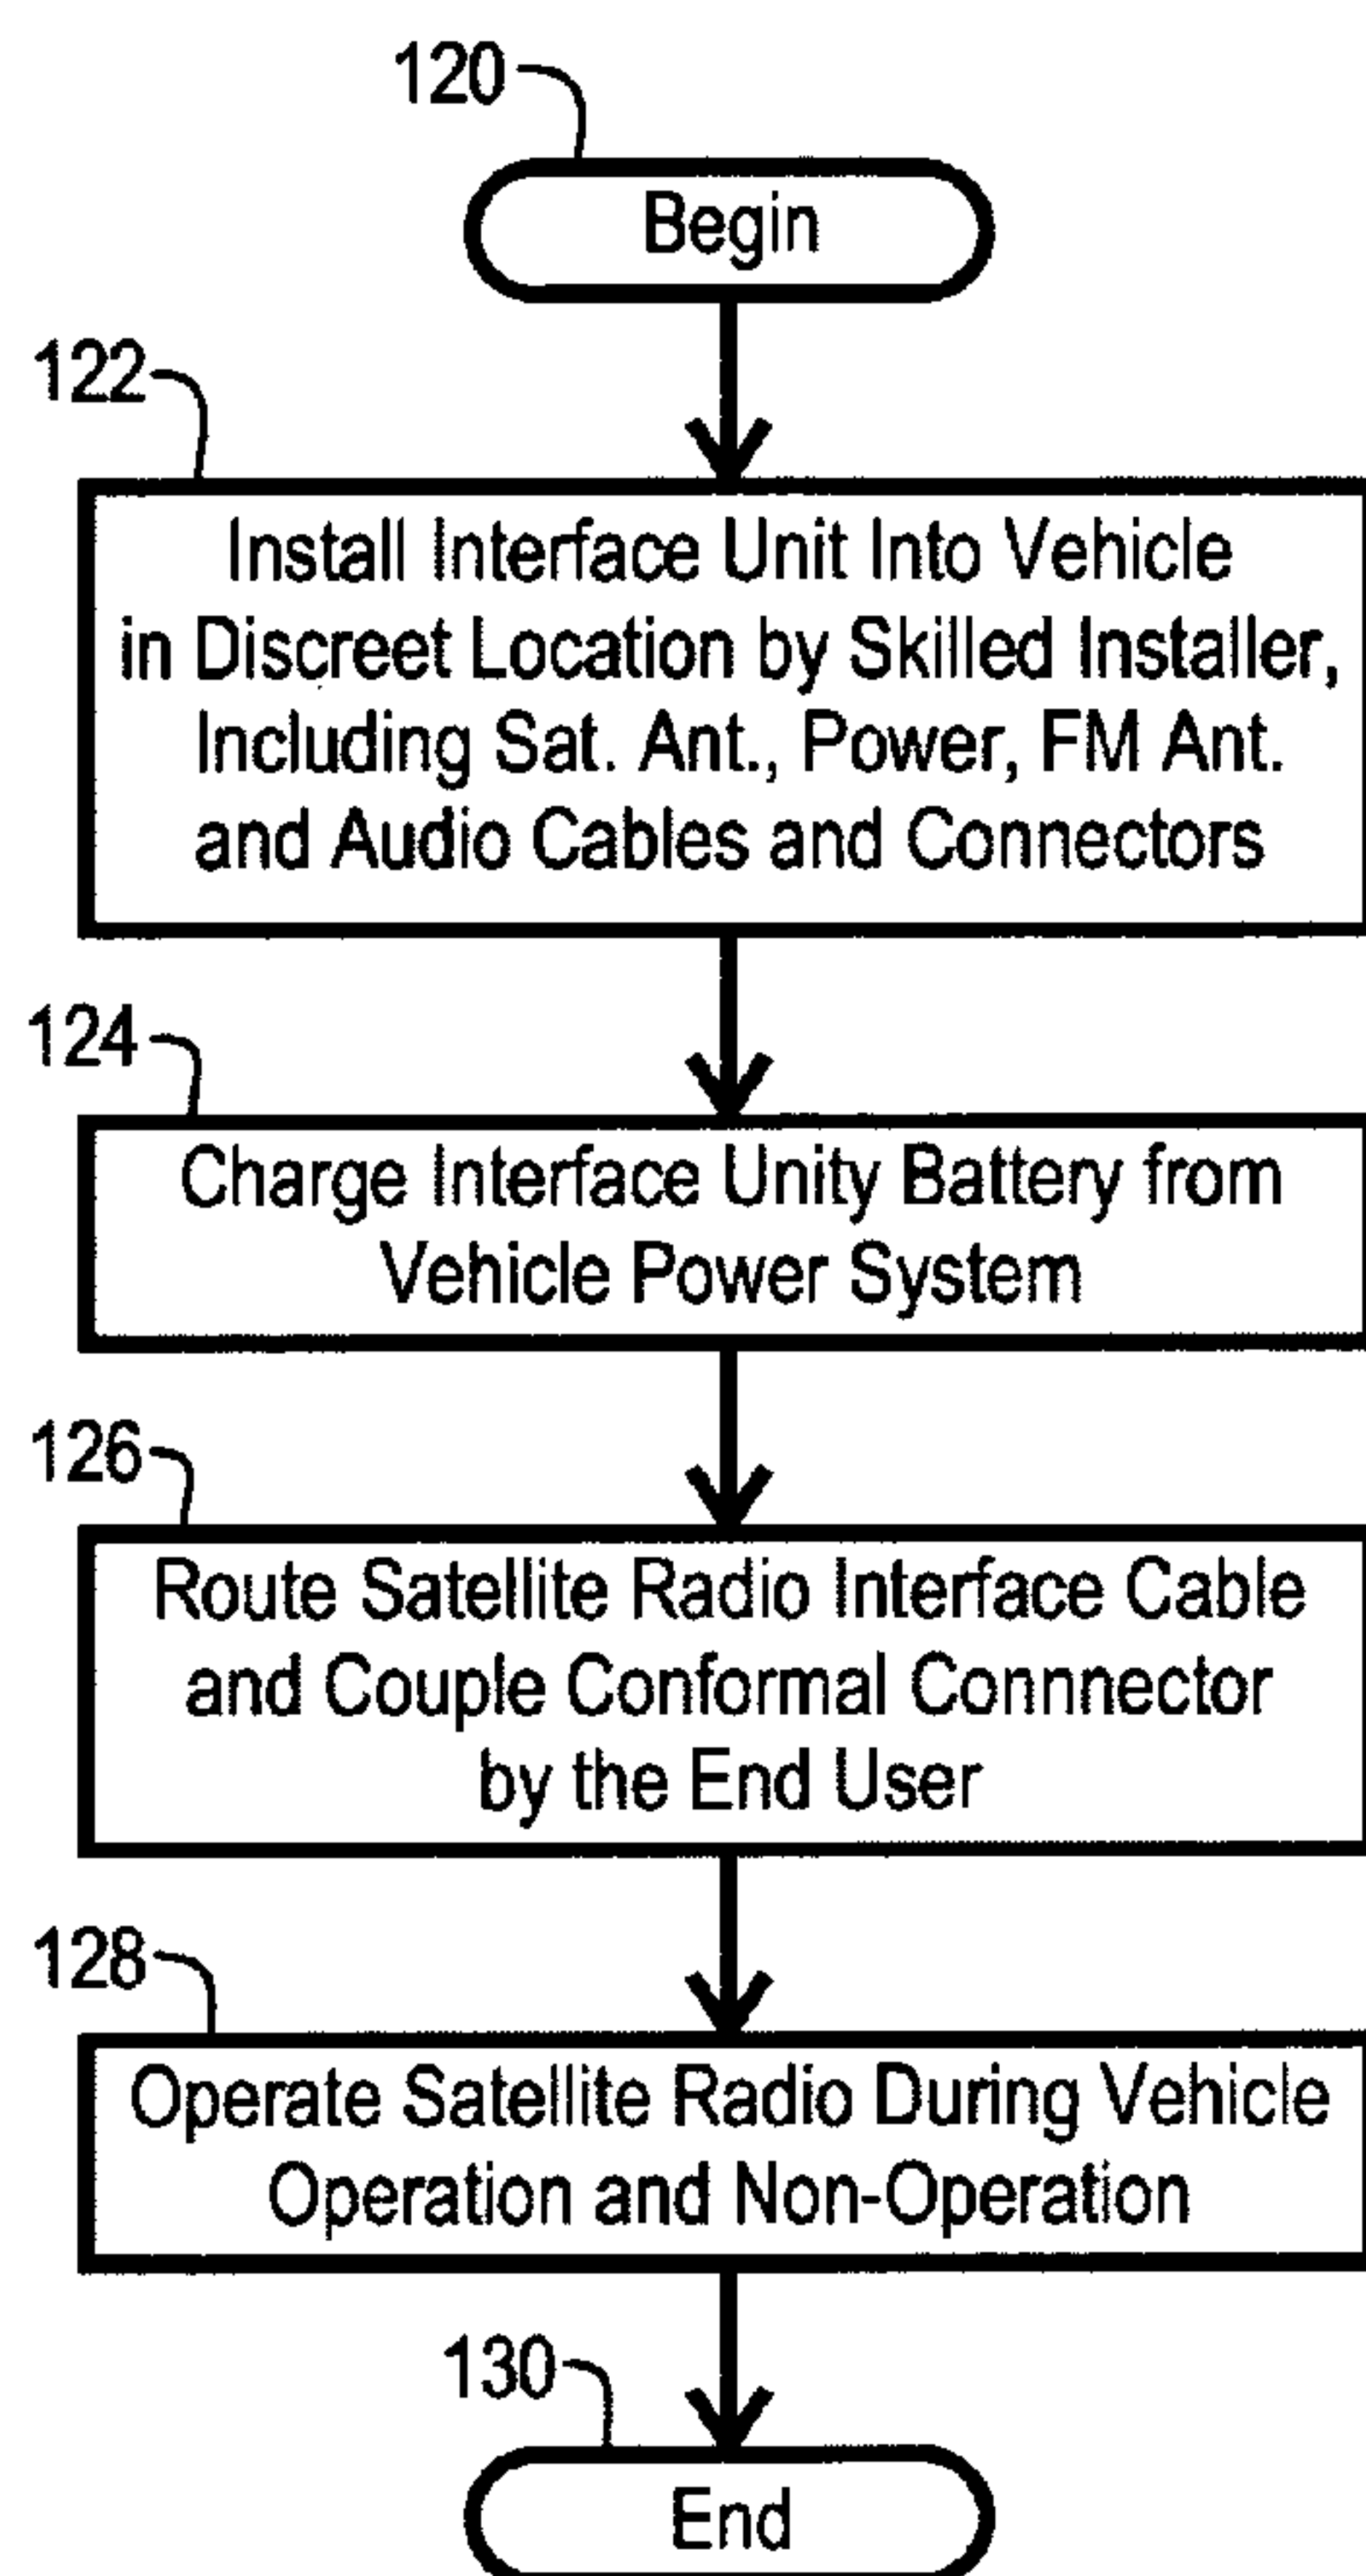 120
Begin
122
Install Interface Unit Into Vehicle
in Discreet Location by Skilled Installer,
Including Sat. Ant., Power, FM Ant.
and Audio Cables and Connectors
124
Charge Interface Unity Battery from
Vehicle Power System
126
Route Satellite Radio Interface Cable
and Couple Conformal Connnector
by the End User
128
Operate Satellite Radio During Vehicle
Operation and Non-Operation
130
End